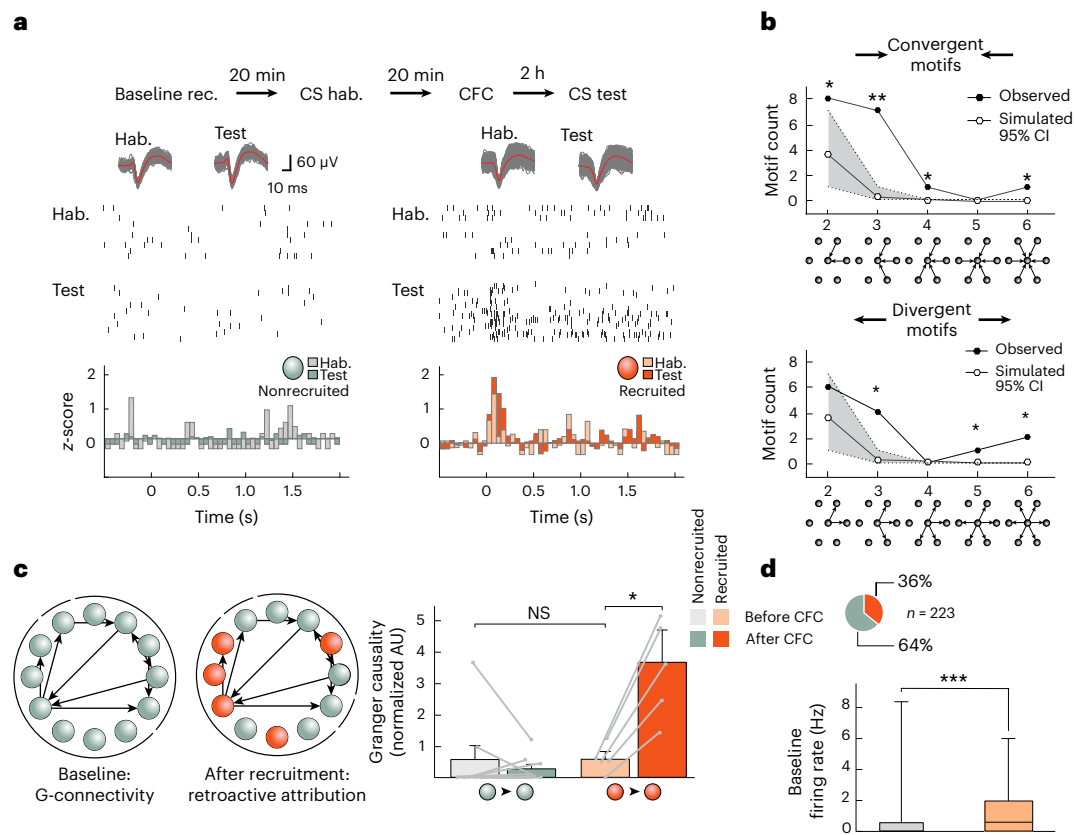 a
20 min
20 min
2 h
Baseline rec.
CS hab.
CFC
CS test
Hab.
Test
60 µV
10 ms
Hab.
Test
Hab.
Test
Hab.
Test
2
1
0
z-score
Hab.
Test
Nonrecruited
0
0.5
1.0
1.5
Time (s)
Hab.
Test
2
1
0
Hab.
Test
Recruited
0
0.5
1.0
1.5
Time (s)
b
Convergent
motifs
Motif count
8
6
4
2
0
*
**
*
*
Observed
Simulated
95% CI
2
3
4
5
6
Divergent
motifs
Motif count
8
6
4
2
0
*
*
*
Observed
Simulated
95% CI
2
3
4
5
6
c
Baseline:
G-connectivity
After recruitment:
retroactive attribution
Granger causality
(normalized AU)
5
4
3
2
1
NS
*
Nonrecruited
Recruited
Before CFC
After CFC
d
36%
n = 223
64%
***
Baseline
firing rate (Hz)
8
6
4
2
0